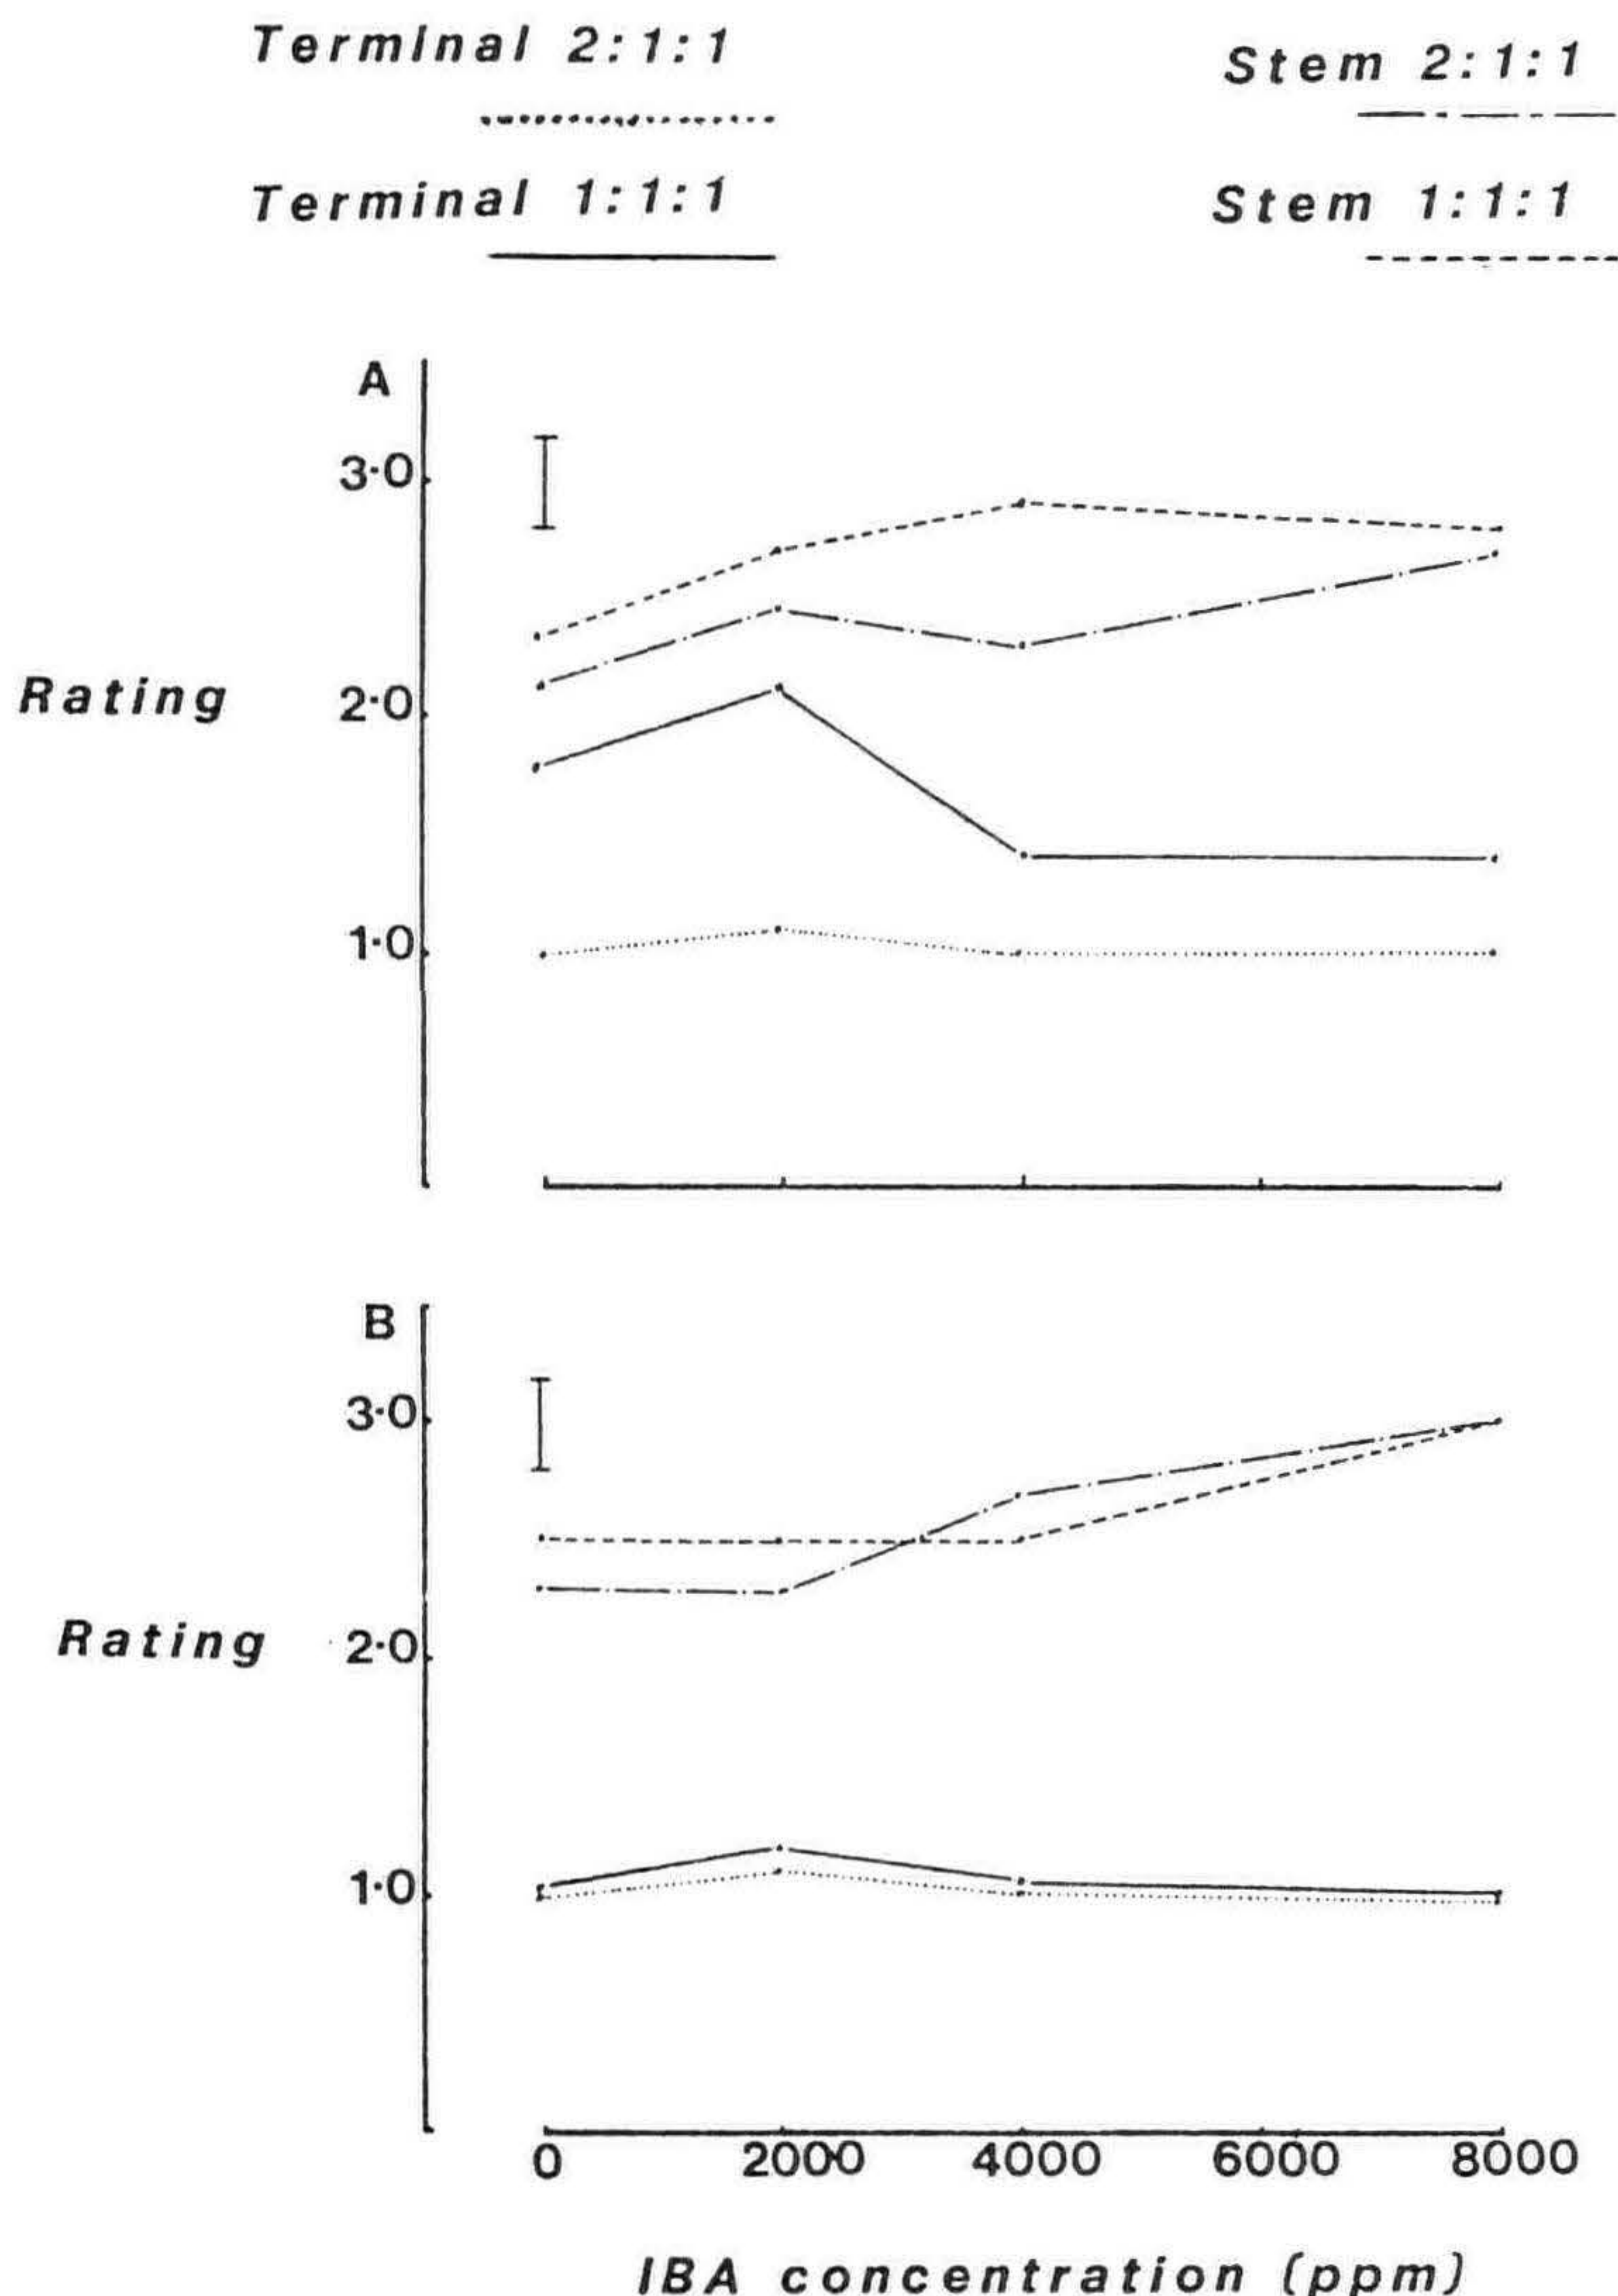 Terminal 2:1:1
Stem 2:1:1
Terminal 1:1:1
Stem 1:1:1
A
3·0
Rating
2·0
1·0
B
3·0
Rating
2·0
1·0
0 2000 4000 6000 8000
IBA concentration (ppm)